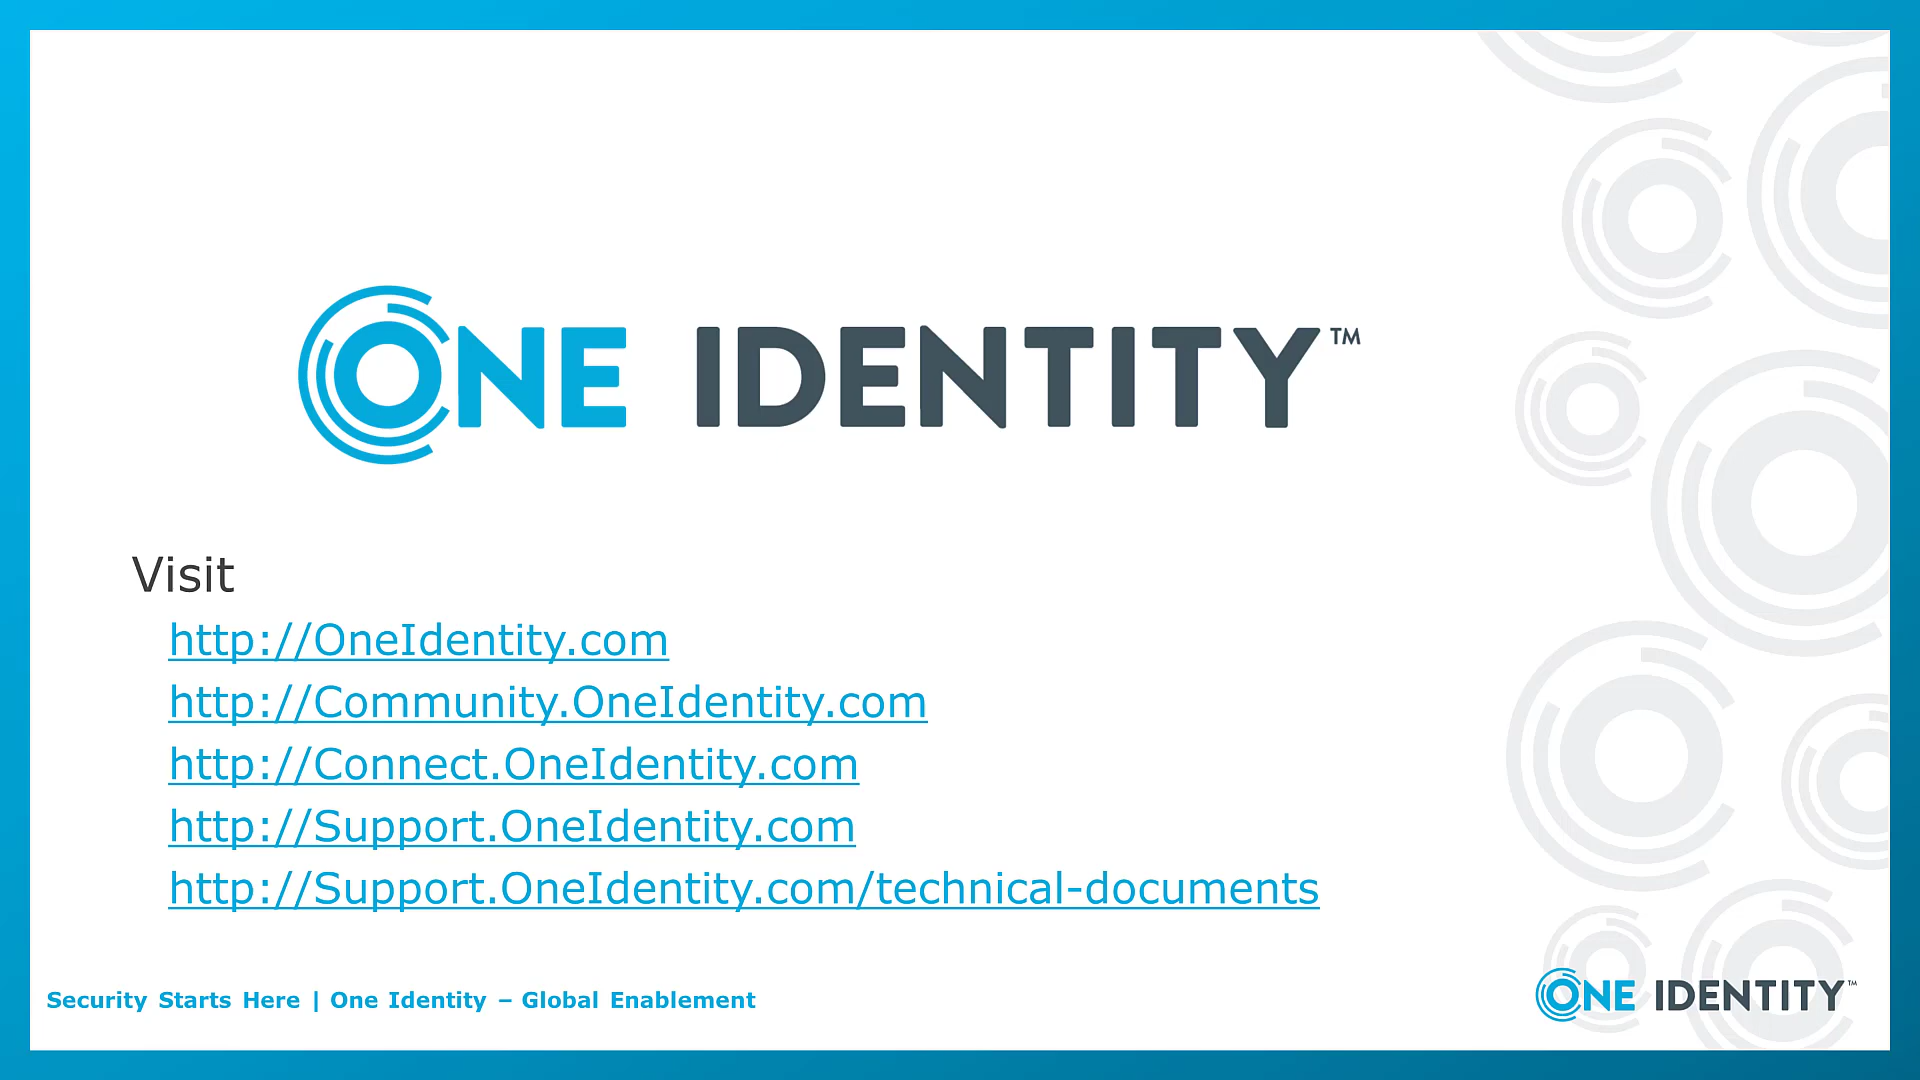 ONE IDENTITY™
Visit
http://OneIdentity.com
http://Community.OneIdentity.com
http://Connect.OneIdentity.com
http://Support.OneIdentity.com
http://Support.OneIdentity.com/technical-documents
Security Starts Here | One Identity – Global Enablement
ONE IDENTITY™